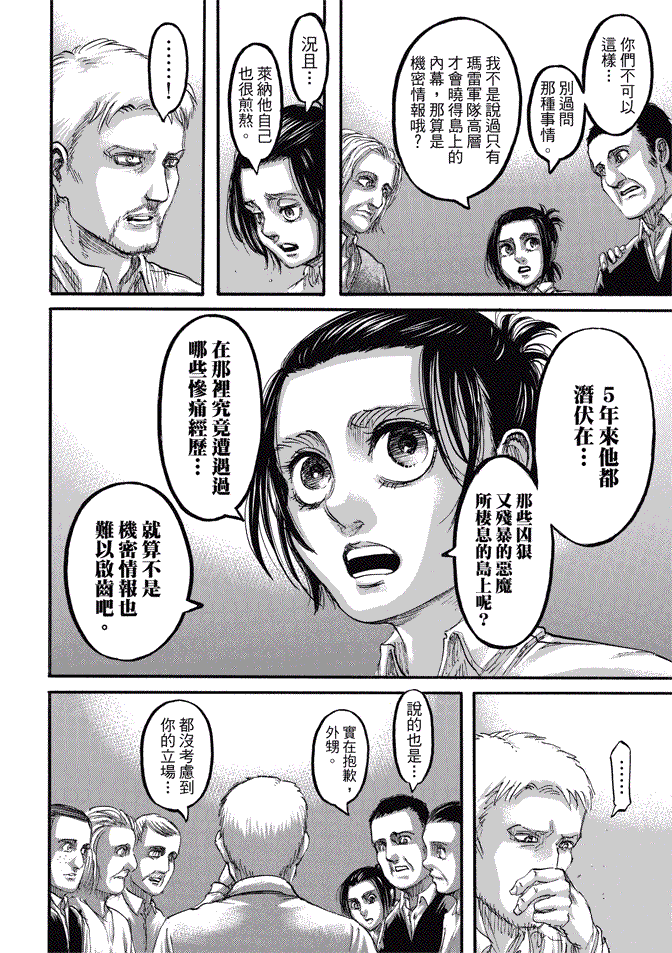 你們不可以
這樣…
別過問
那種事情。
我不是說過只有
瑪雷軍隊高層
才會曉得島上的
內幕，那算是
機密情報哦？
況且…
萊納他自己
也很煎熬。
………！
5年來他都
潛伏在…
那些凶狠
又殘暴的惡魔
所棲息的島上呢？
在那裡究竟遭遇過
哪些慘痛經歷…
就算不是
機密情報也
難以啟齒吧。
………
說的也是…
實在抱歉，
外甥。
都沒考慮到
你的立場…